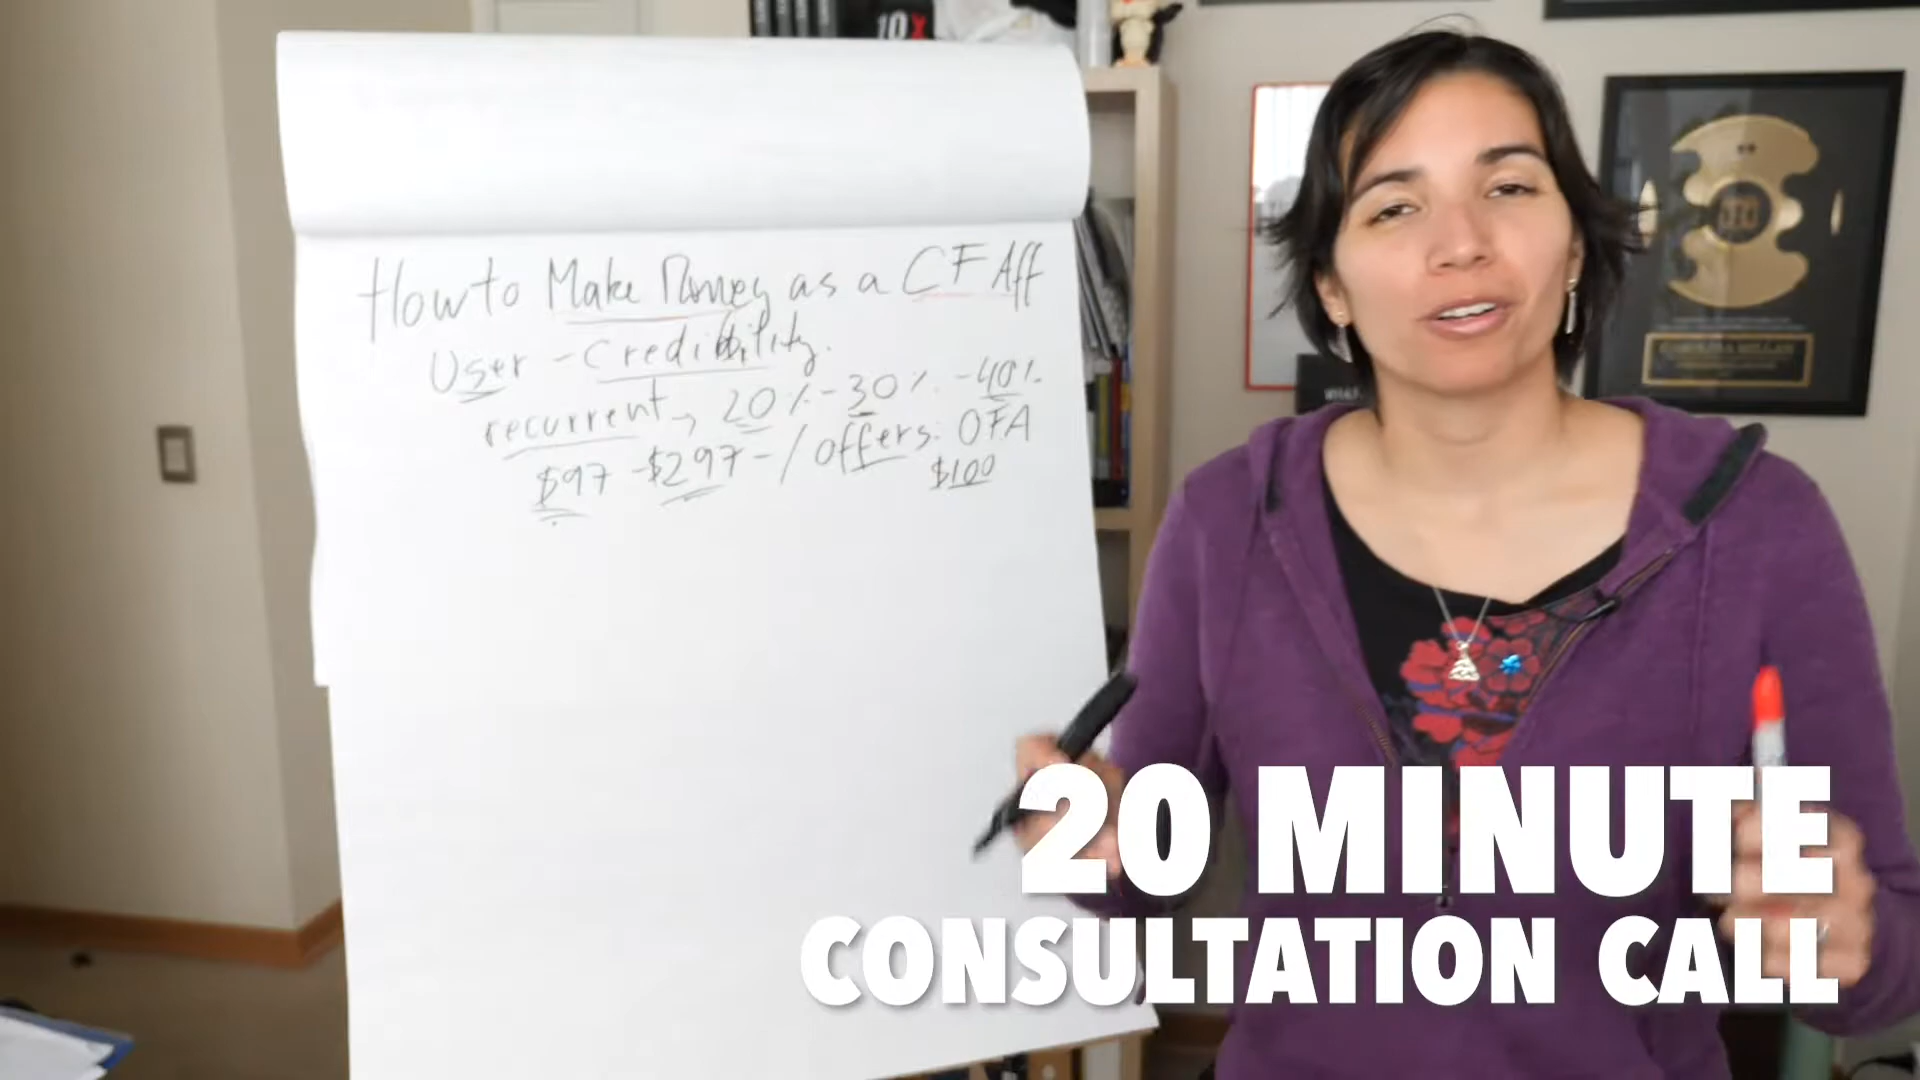 10X
How to Make Money as a CF Aff
User - Credibility.
recurrent, 20% - 30% - 40%
$97 - $297 - / offers: OFA
$100
20 MINUTE
CONSULTATION CALL